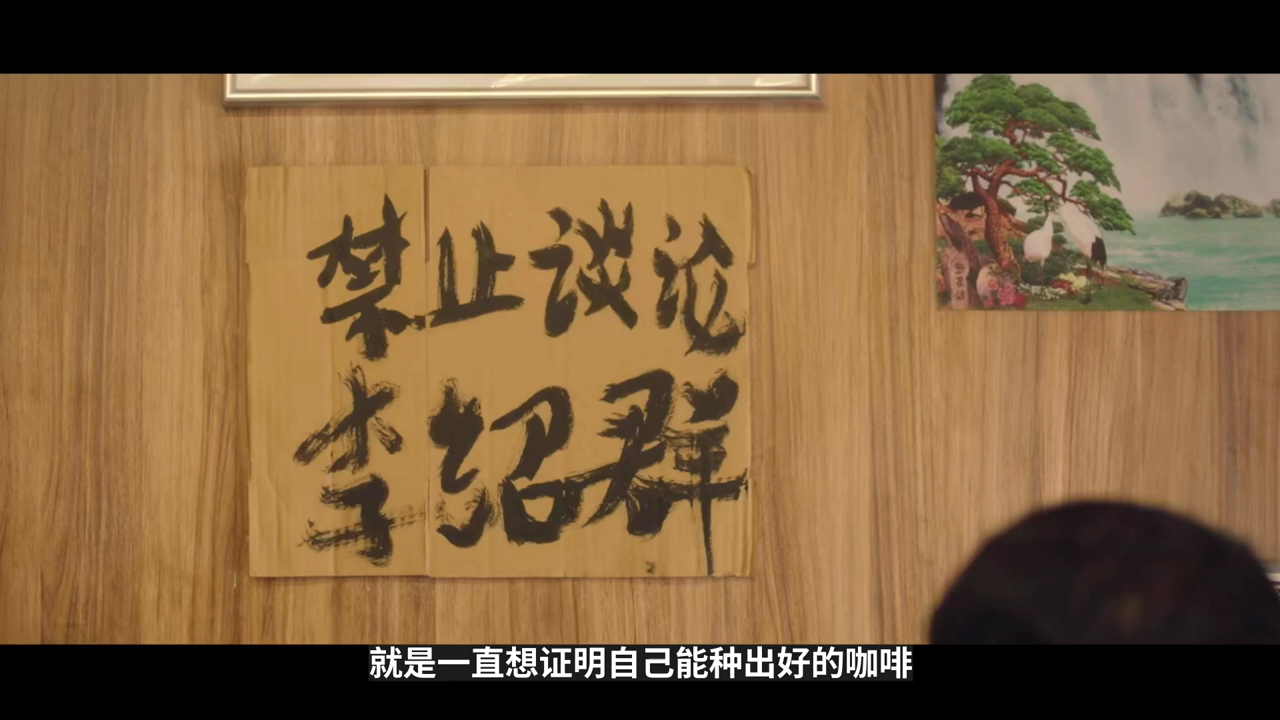 禁止谈论
李绍群
就是一直想证明自己能种出好的咖啡